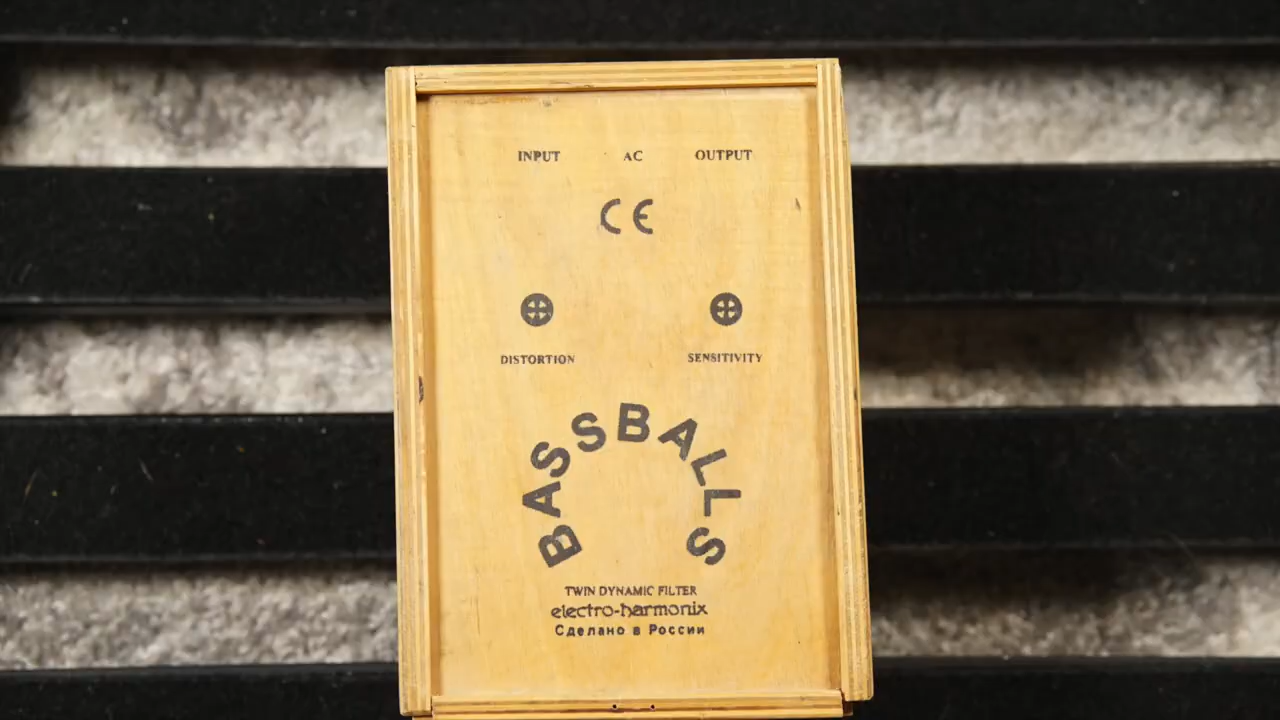 INPUT AC OUTPUT
CE
DISTORTION SENSITIVITY
BASSBALLS
TWIN DYNAMIC FILTER
electro-harmonix
Сделано в России